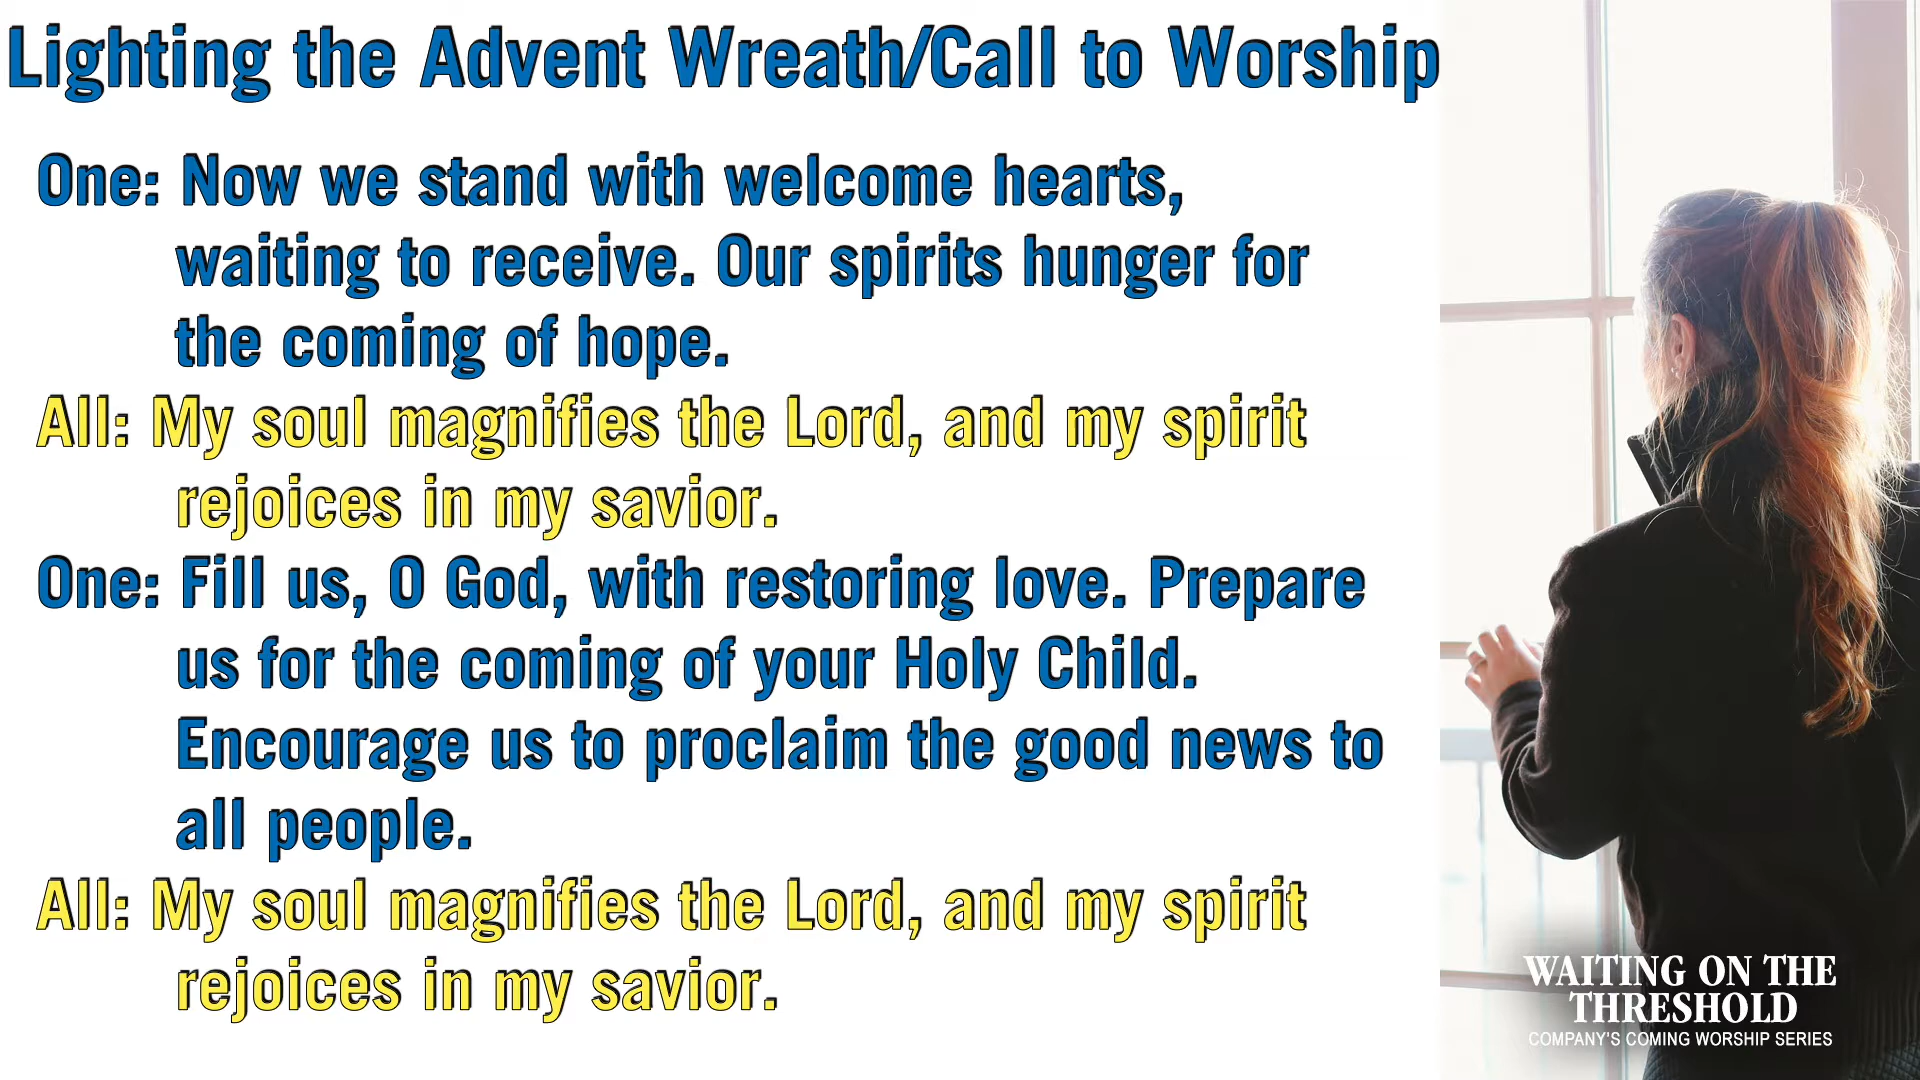 Lighting the Advent Wreath/Call to Worship
One: Now we stand with welcome hearts,
waiting to receive. Our spirits hunger for
the coming of hope.
All: My soul magnifies the Lord, and my spirit
rejoices in my savior.
One: Fill us, O God, with restoring love. Prepare
us for the coming of your Holy Child.
Encourage us to proclaim the good news to
all people.
All: My soul magnifies the Lord, and my spirit
rejoices in my savior.
WAITING ON THE
THRESHOLD
COMPANY'S COMING WORSHIP SERIES